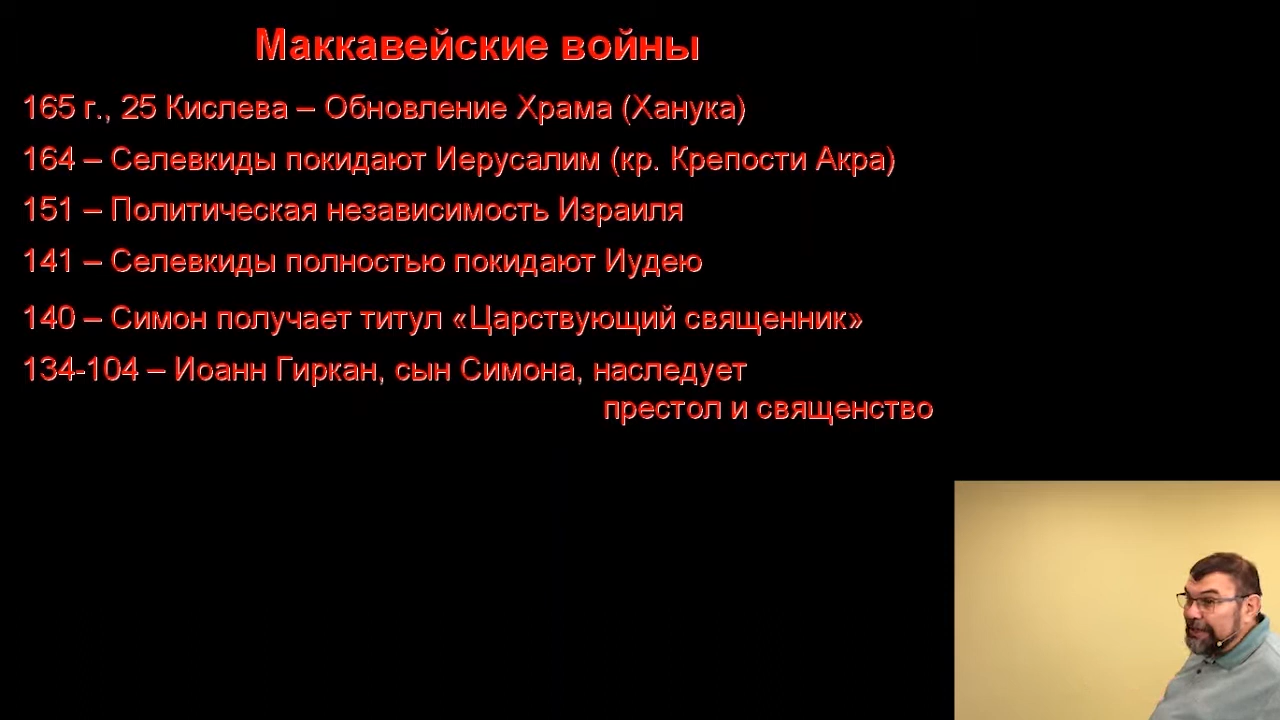 Маккавейские войны
165 г., 25 Кислева – Обновление Храма (Ханука)
164 – Селевкиды покидают Иерусалим (кр. Крепости Акра)
151 – Политическая независимость Израиля
141 – Селевкиды полностью покидают Иудею
140 – Симон получает титул «Царствующий священник»
134-104 – Иоанн Гиркан, сын Симона, наследует
престол и священство